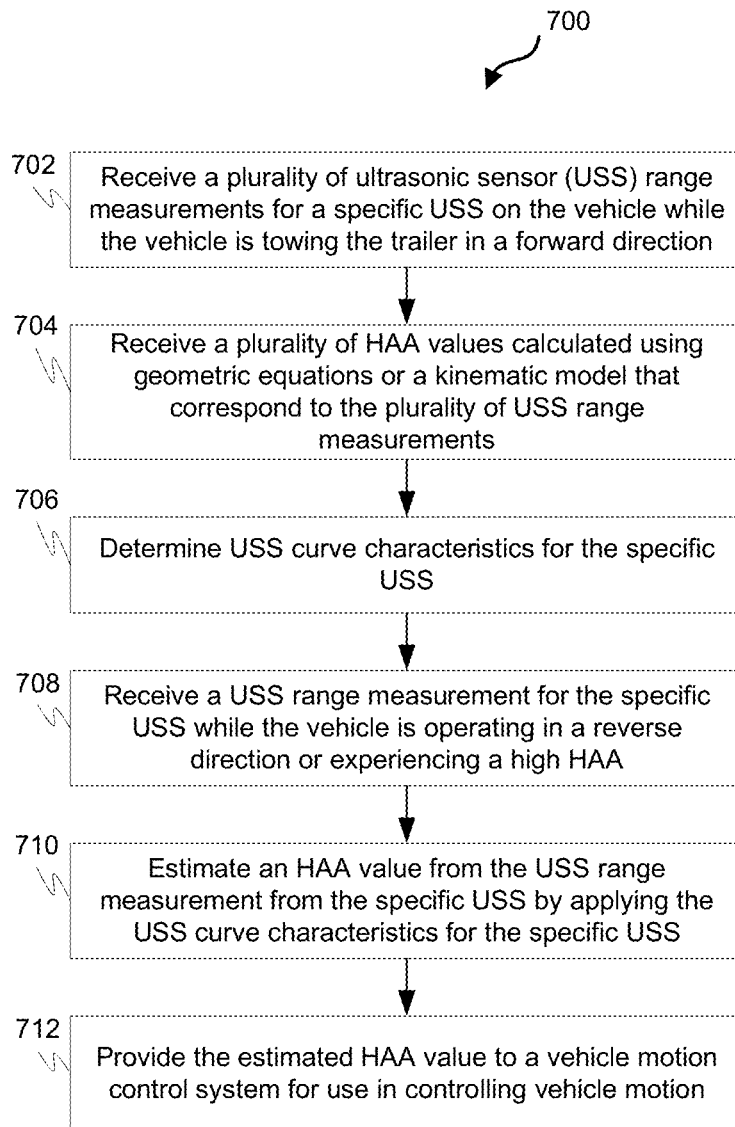 700
702
Receive a plurality of ultrasonic sensor (USS) range
measurements for a specific USS on the vehicle while
the vehicle is towing the trailer in a forward direction
704
Receive a plurality of HAA values calculated using
geometric equations or a kinematic model that
correspond to the plurality of USS range
measurements
706
Determine USS curve characteristics for the specific
USS
708
Receive a USS range measurement for the specific
USS while the vehicle is operating in a reverse
direction or experiencing a high HAA
710
Estimate an HAA value from the USS range
measurement from the specific USS by applying the
USS curve characteristics for the specific USS
712
Provide the estimated HAA value to a vehicle motion
control system for use in controlling vehicle motion